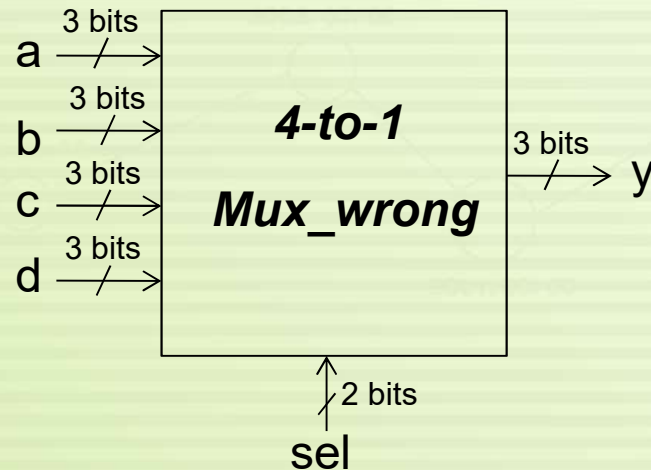 3 bits
a
3 bits
b
3 bits
c
3 bits
d
4-to-1
Mux_wrong
3 bits
y
2 bits
sel